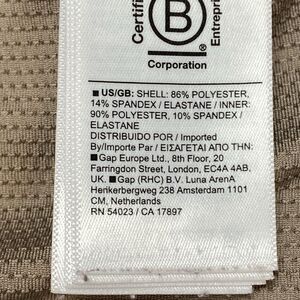 Certifi
B
®
Enterpri
Corporation
■ US/GB: SHELL: 86% POLYESTER,
14% SPANDEX / ELASTANE / INNER:
90% POLYESTER, 10% SPANDEX /
ELASTANE
DISTRIBUIDO POR / Imported
By/Importe Par / ΕΙΣΑΓΕΤΑΙ ΑΠΟ ΤΗΝ:
■ Gap Europe Ltd., 8th Floor, 20
Farringdon Street, London, EC4A 4AB,
UK. ■ Gap (RHC) B.V. Luna ArenA
Herikerbergweg 238 Amsterdam 1101
CM, Netherlands
RN 54023 / CA 17897